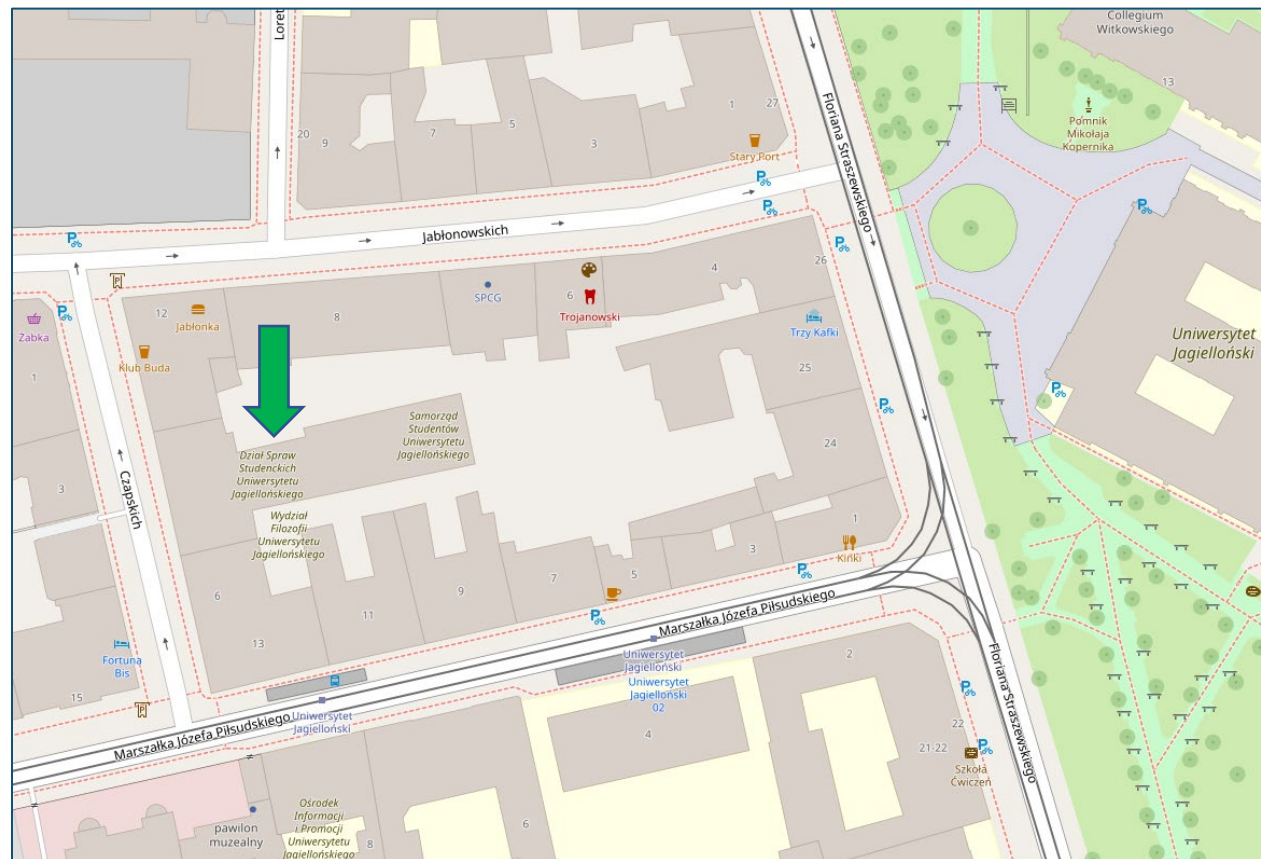 Collegium
Witkowskiego
13
Loret
Floriana Straszewskiego
1
27
20
9
7
5
3
Stary Port
Pomnik
Mikołaja
Kopernika
Jabłonowskich
4
26
SPCG
6
Trojanowski
12
Jabłonka
8
Żabka
Klub Buda
1
Trzy Kafki
25
Uniwersytet
Jagielloński
Samorząd
Studentów
Uniwersytetu
Jagiellońskiego
24
Dział Spraw
Studenckich
Uniwersytetu
Jagiellońskiego
3
Czapskich
Wydział
Filozofii
Uniwersytetu
Jagiellońskiego
1
Kinki
3
5
7
9
11
6
13
Marszałka Józefa Piłsudskiego
Fortuna
Bis
15
Uniwersytet
Jagielloński
Uniwersytet
Jagielloński
02
2
Floriana Straszewskiego
Uniwersytet
Jagielloński
Marszałka Józefa Piłsudskiego
4
22
21-22
Szkoła
Ćwiczeń
6
Ośrodek
Informacji
i Promocji
Uniwersytetu
Jagiellońskiego
pawilon
muzealny
8